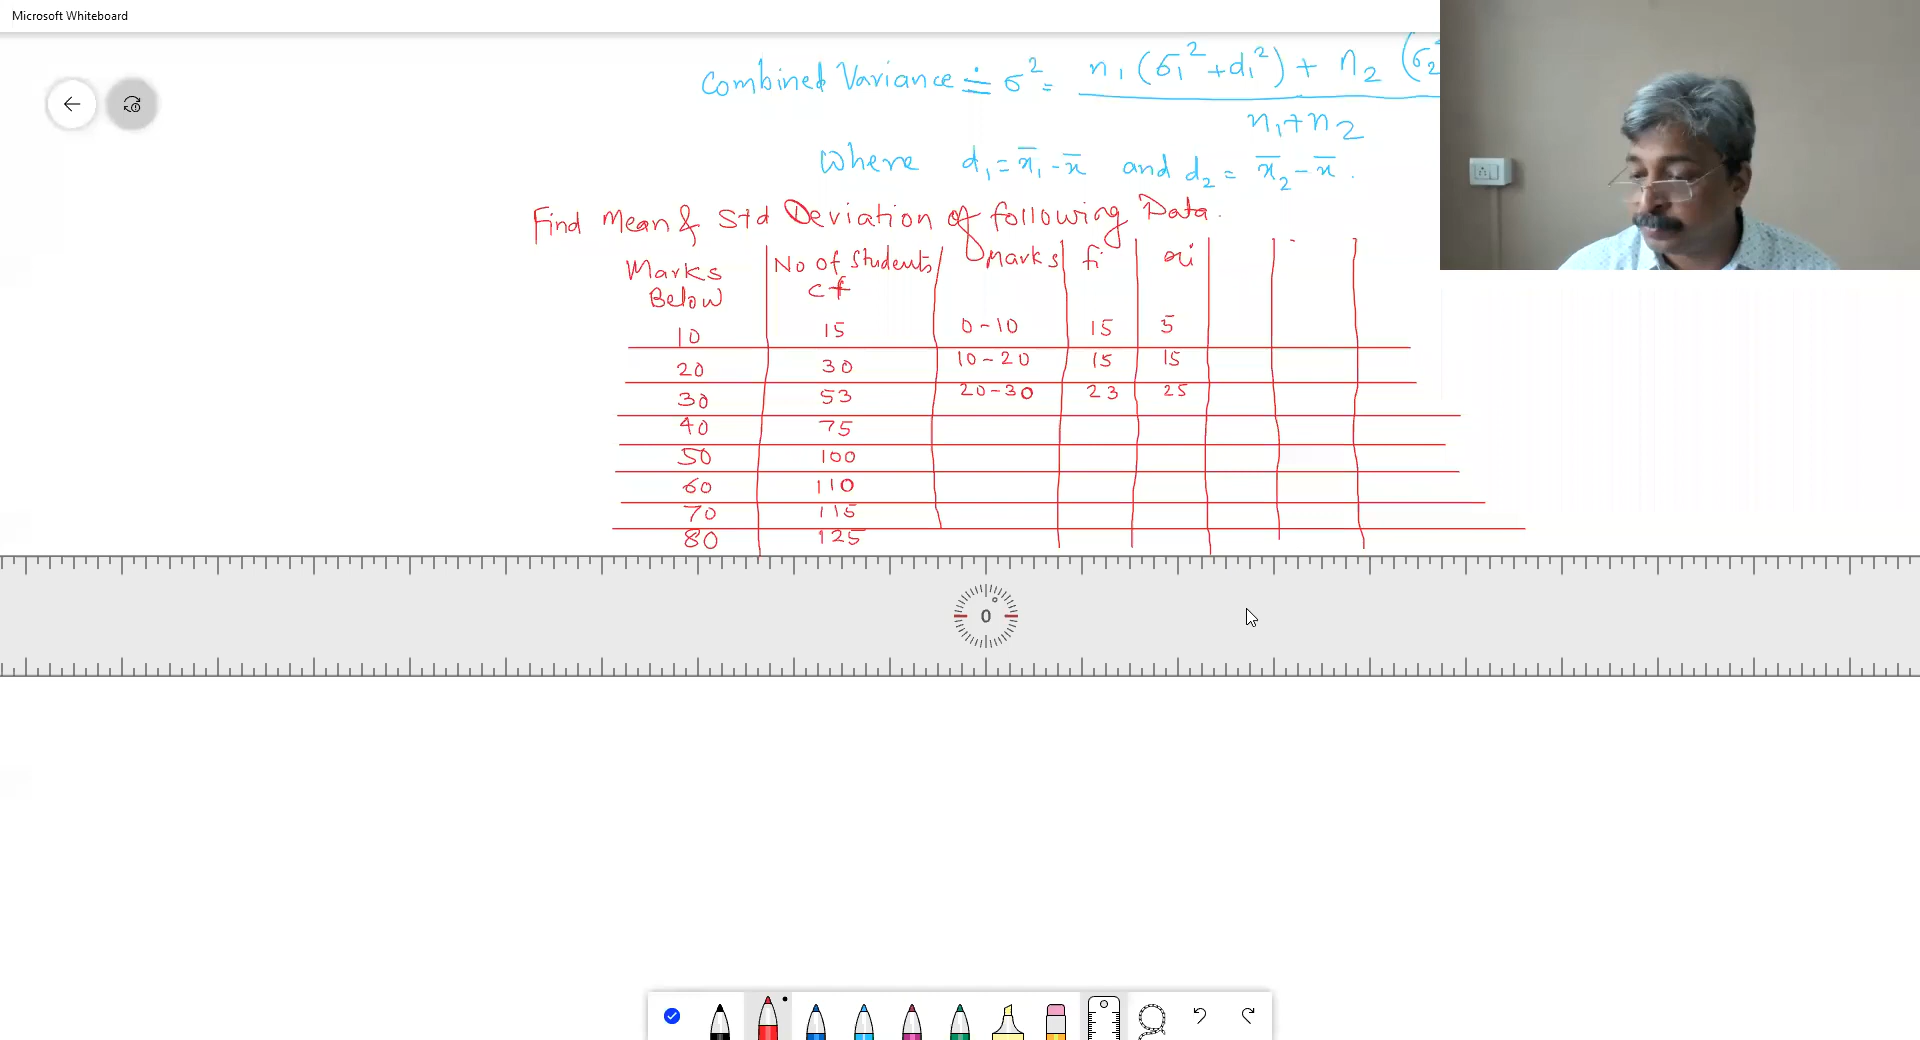 Microsoft Whiteboard
Combined Variance = σ² = n₁ (σ₁² + d₁²) + n₂ (σ₂²
n₁ + n₂
Where d₁ = x̄₁ - x̄ and d₂ = x̄₂ - x̄ .
Find Mean & Std Deviation of following Data.
Marks Below No of Students cf Marks fi xi
10 15 0-10 15 5
20 30 10-20 15 15
30 53 20-30 23 25
40 75
50 100
60 110
70 115
80 125
0°